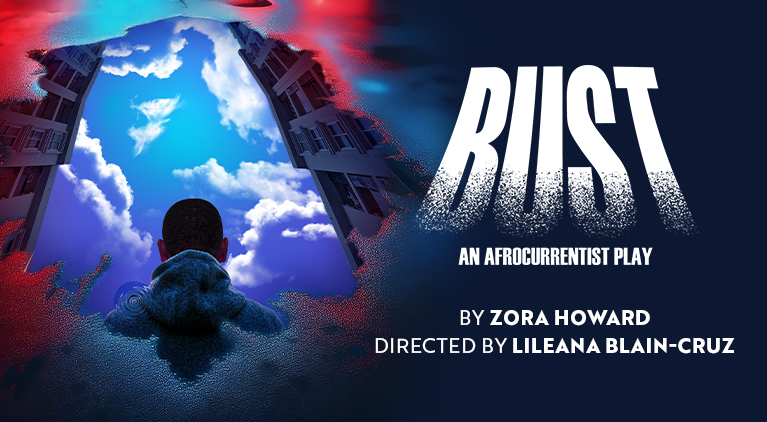 BUST
AN AFROCURRENTIST PLAY
BY ZORA HOWARD
DIRECTED BY LILEANA BLAIN-CRUZ